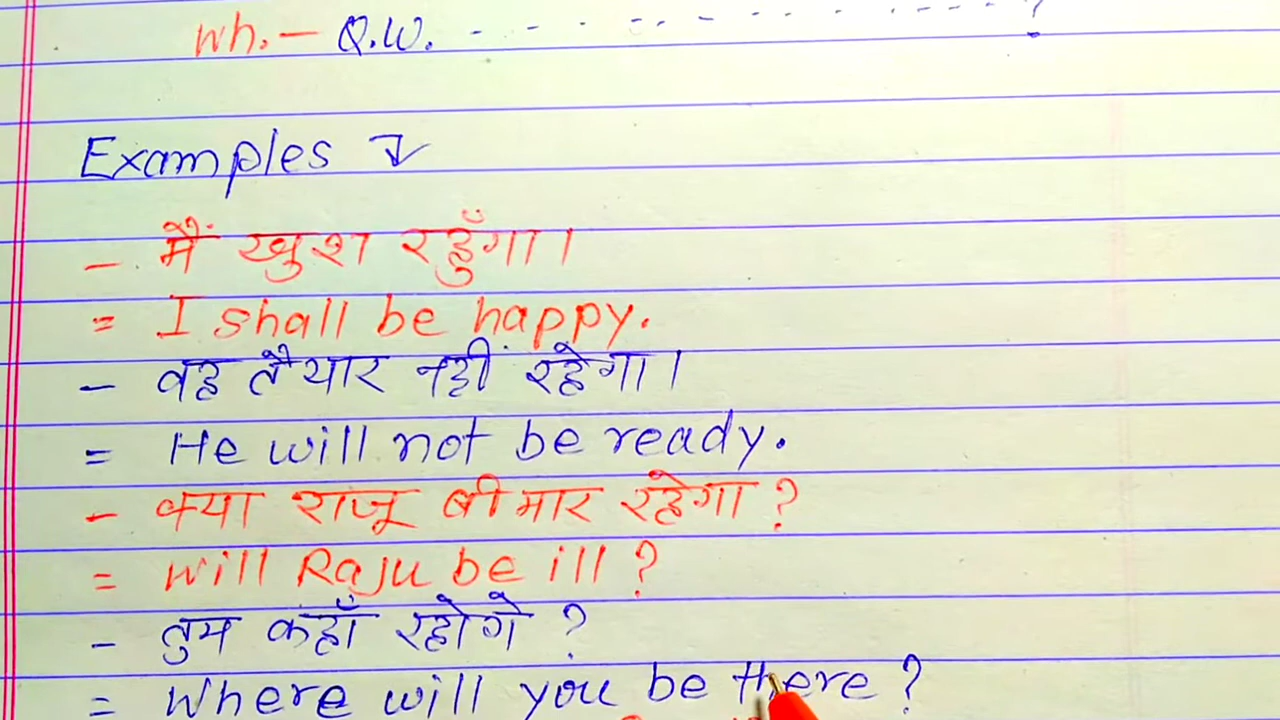 Wh. – Q.W. - - - - - - - - - - - - ?
Examples ↓
– मैं खुश रहुँगा।
= I shall be happy.
– वह तैयार नहीं रहेगा।
= He will not be ready.
– क्या राजू बीमार रहेगा ?
= will Raju be ill ?
– तुम कहाँ रहोगे ?
= Where will you be there ?